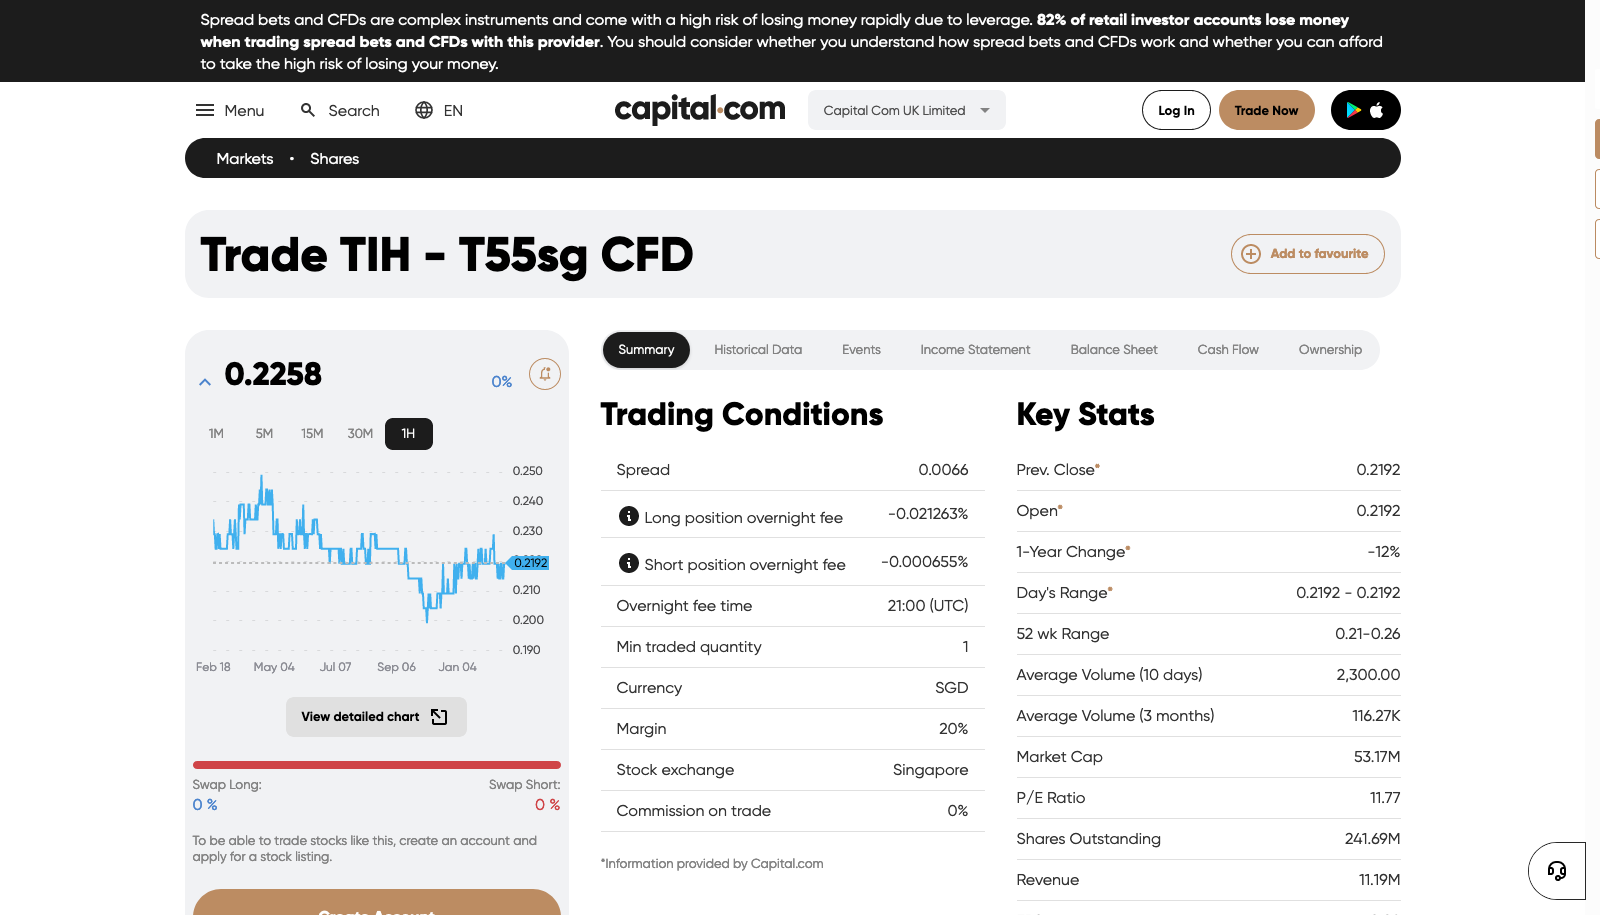 Spread bets and CFDs are complex instruments and come with a high risk of losing money rapidly due to leverage. 82% of retail investor accounts lose money
when trading spread bets and CFDs with this provider. You should consider whether you understand how spread bets and CFDs work and whether you can afford
to take the high risk of losing your money.
Menu
Search
EN
capital.com
Capital Com UK Limited
Log In
Trade Now
Markets • Shares
Trade TIH - T55sg CFD
Add to favourite
0.2258
0%
1M 5M 15M 30M 1H
0.250
0.240
0.230
0.2192
0.210
0.200
0.190
Feb 18 May 04 Jul 07 Sep 06 Jan 04
View detailed chart
Swap Long: Swap Short:
0 % 0 %
To be able to trade stocks like this, create an account and
apply for a stock listing.
Create Account
Summary Historical Data Events Income Statement Balance Sheet Cash Flow Ownership
Trading Conditions
Spread 0.0066
Long position overnight fee -0.021263%
Short position overnight fee -0.000655%
Overnight fee time 21:00 (UTC)
Min traded quantity 1
Currency SGD
Margin 20%
Stock exchange Singapore
Commission on trade 0%
*Information provided by Capital.com
Key Stats
Prev. Close* 0.2192
Open* 0.2192
1-Year Change* -12%
Day's Range* 0.2192 - 0.2192
52 wk Range 0.21-0.26
Average Volume (10 days) 2,300.00
Average Volume (3 months) 116.27K
Market Cap 53.17M
P/E Ratio 11.77
Shares Outstanding 241.69M
Revenue 11.19M